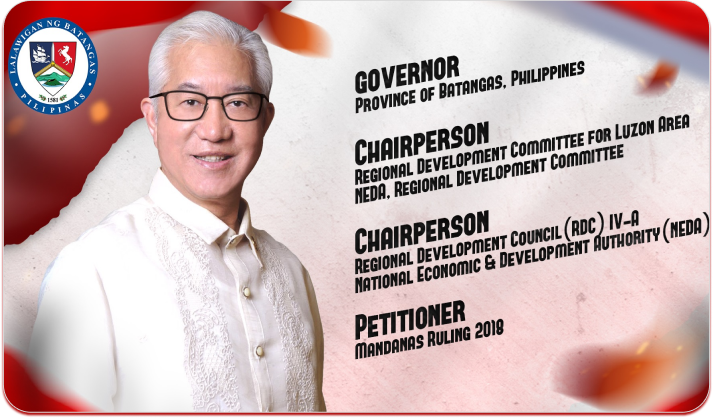 LALAWIGAN NG BATANGAS
PILIPINAS
1581
GOVERNOR
PROVINCE OF BATANGAS, PHILIPPINES
CHAIRPERSON
REGIONAL DEVELOPMENT COMMITTEE FOR LUZON AREA
NEDA, REGIONAL DEVELOPMENT COMMITTEE
CHAIRPERSON
REGIONAL DEVELOPMENT COUNCIL (RDC) IV-A
NATIONAL ECONOMIC & DEVELOPMENT AUTHORITY (NEDA)
PETITIONER
MANDANAS RULING 2018